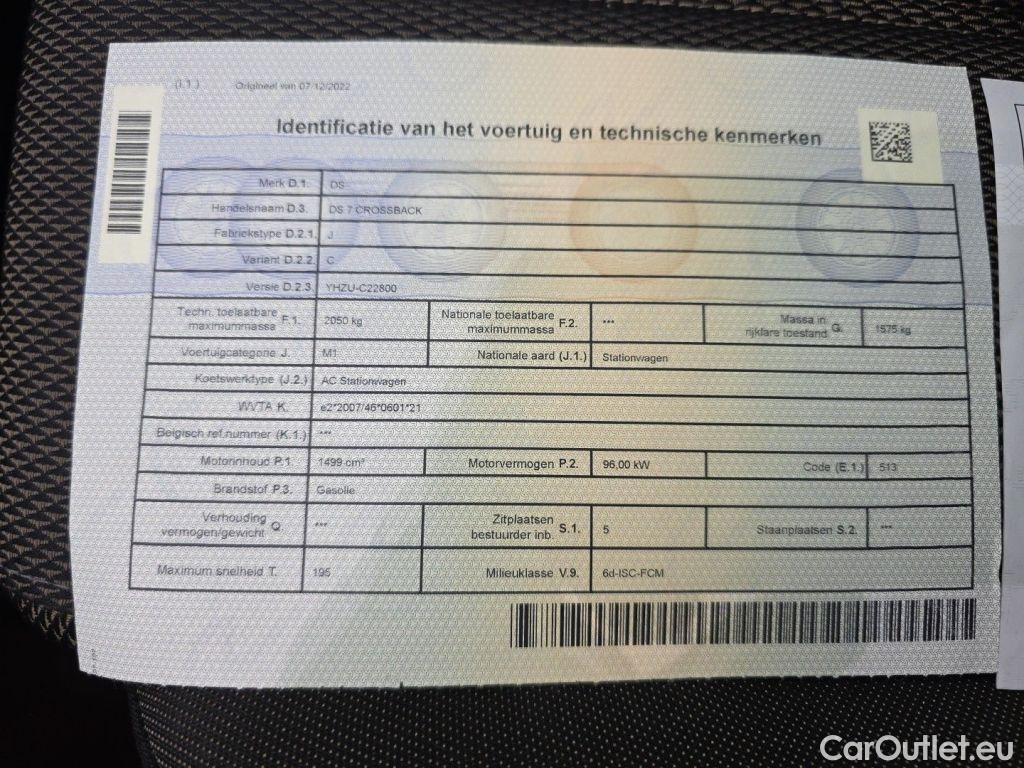 (I.1.) Origineel van 07/12/2022
Identificatie van het voertuig en technische kenmerken
Merk D.1. DS
Handelsnaam D.3. DS 7 CROSSBACK
Fabriekstype D.2.1. J
Variant D.2.2. C
Versie D.2.3. YHZU-C22800
Techn. toelaatbare maximummassa F.1. 2050 kg Nationale toelaatbare maximummassa F.2. *** Massa in rijklare toestand G. 1575 kg
Voertuigcategorie J. M1 Nationale aard (J.1.) Stationwagen
Koetswerktype (J.2.) AC Stationwagen
WVTA K. e2*2007/46*0601*21
Belgisch ref.nummer (K.1.) ***
Motorinhoud P.1. 1499 cm³ Motorvermogen P.2. 96,00 kW Code (E.1.) 513
Brandstof P.3. Gasolie
Verhouding vermogen/gewicht Q. *** Zitplaatsen bestuurder inb. S.1. 5 Staanplaatsen S.2. ***
Maximum snelheid T. 195 Milieuklasse V.9. 6d-ISC-FCM
CarOutlet.eu